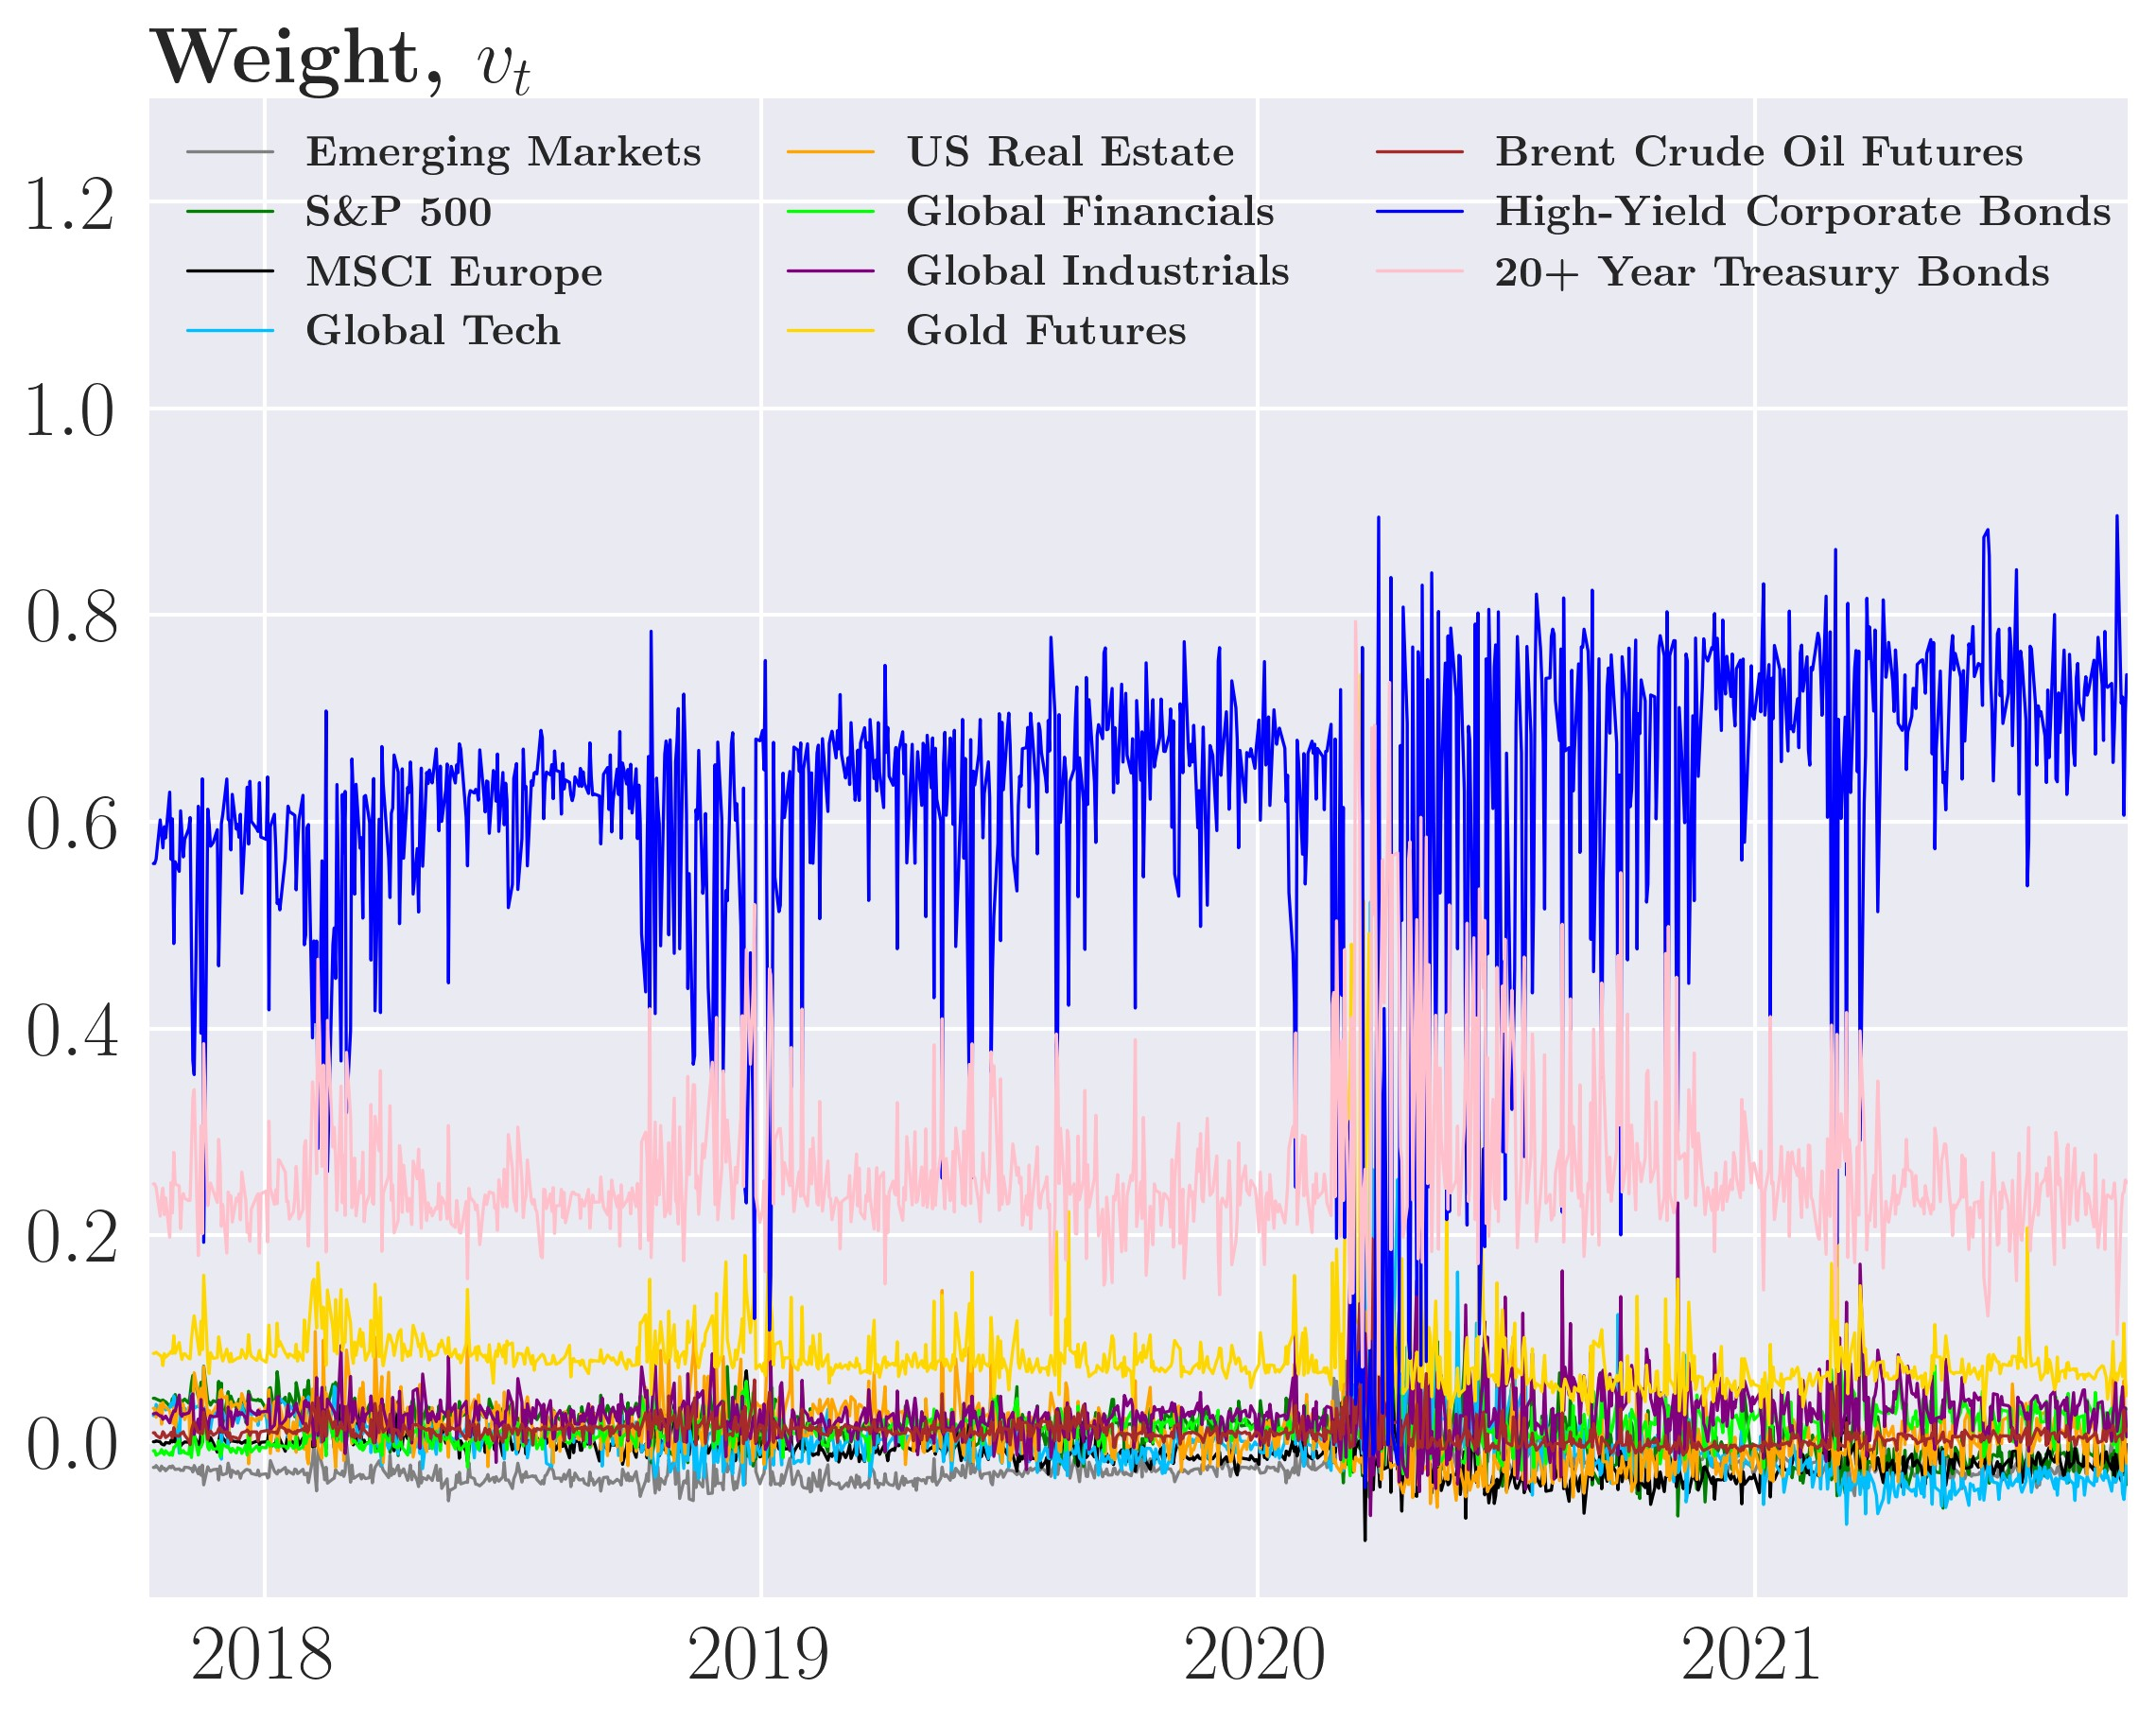 Weight, v_t
Emerging Markets
S&P 500
MSCI Europe
Global Tech
US Real Estate
Global Financials
Global Industrials
Gold Futures
Brent Crude Oil Futures
High-Yield Corporate Bonds
20+ Year Treasury Bonds
1.2
1.0
0.8
0.6
0.4
0.2
0.0
2018 2019 2020 2021